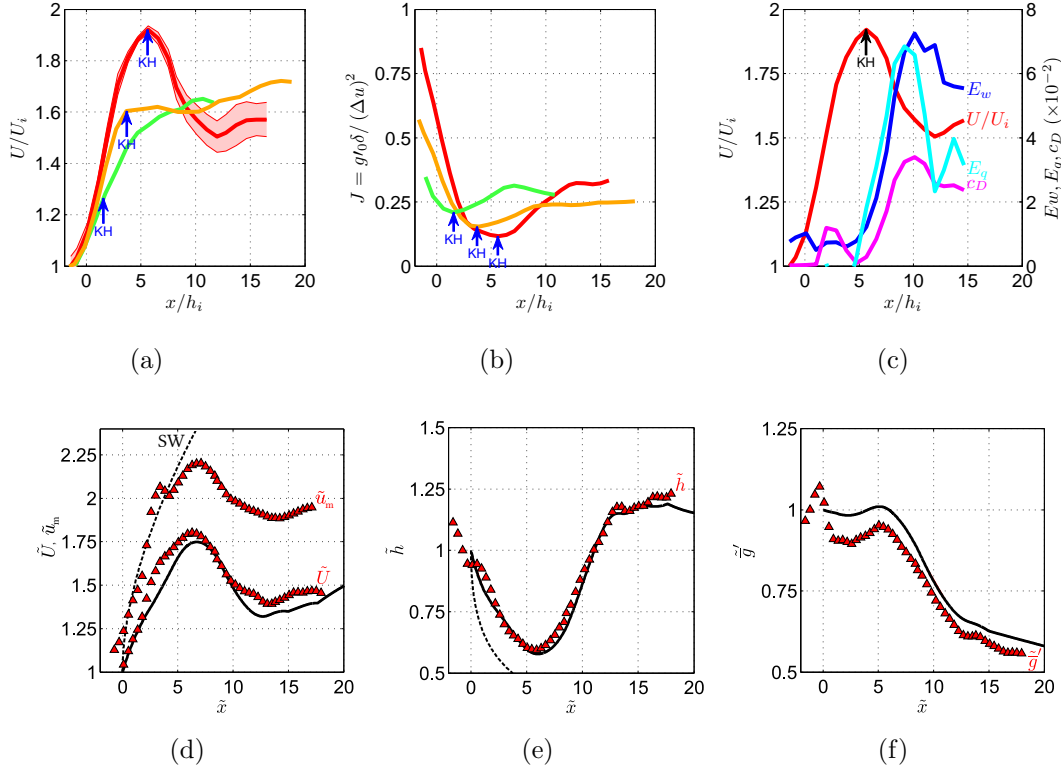 2
1.8
1.6
1.4
1.2
1
U/U_i
KH
KH
KH
0 5 10 15 20
x/h_i
(a)
1
0.75
0.5
0.25
0
J = g′_0 δ/ (Δu)^2
KH
KH
KH
0 5 10 15 20
x/h_i
(b)
2
1.75
1.5
1.25
1
U/U_i
KH
E_w
U/U_i
E_q
c_D
8
6
4
2
0
Ew, E_q, c_D (×10^{-2})
0 5 10 15 20
x/h_i
(c)
2.25
2
1.75
1.5
1.25
1
Ũ, ũ_m
SW
ũ_m
Ũ
0 5 10 15 20
x̃
(d)
1.5
1.25
1
0.75
0.5
h̃
h̃
0 5 10 15 20
x̃
(e)
1.25
1
0.75
0.5
g̿̃′
g̿̃′
0 5 10 15 20
x̃
(f)